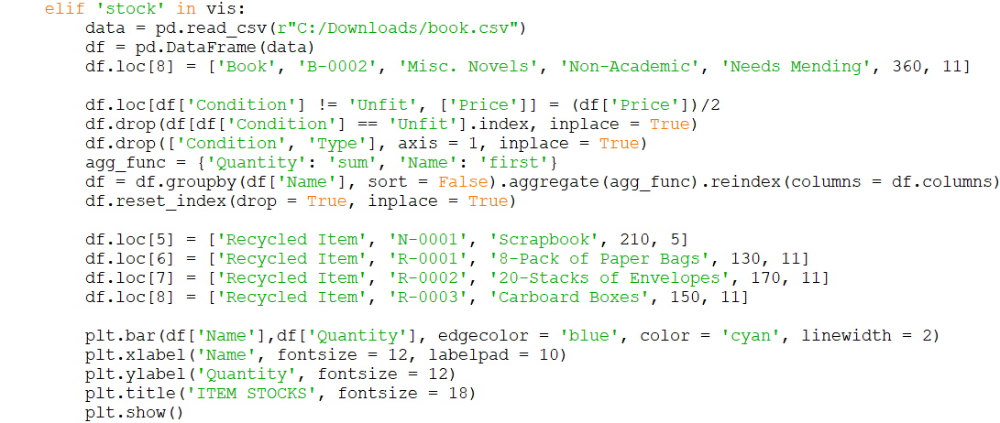 elif 'stock' in vis:
data = pd.read_csv(r"C:/Downloads/book.csv")
df = pd.DataFrame(data)
df.loc[8] = ['Book', 'B-0002', 'Misc. Novels', 'Non-Academic', 'Needs Mending', 360, 11]
df.loc[df['Condition'] != 'Unfit', ['Price']] = (df['Price'])/2
df.drop(df[df['Condition'] == 'Unfit'].index, inplace = True)
df.drop(['Condition', 'Type'], axis = 1, inplace = True)
agg_func = {'Quantity': 'sum', 'Name': 'first'}
df = df.groupby(df['Name'], sort = False).aggregate(agg_func).reindex(columns = df.columns)
df.reset_index(drop = True, inplace = True)
df.loc[5] = ['Recycled Item', 'N-0001', 'Scrapbook', 210, 5]
df.loc[6] = ['Recycled Item', 'R-0001', '8-Pack of Paper Bags', 130, 11]
df.loc[7] = ['Recycled Item', 'R-0002', '20-Stacks of Envelopes', 170, 11]
df.loc[8] = ['Recycled Item', 'R-0003', 'Carboard Boxes', 150, 11]
plt.bar(df['Name'],df['Quantity'], edgecolor = 'blue', color = 'cyan', linewidth = 2)
plt.xlabel('Name', fontsize = 12, labelpad = 10)
plt.ylabel('Quantity', fontsize = 12)
plt.title('ITEM STOCKS', fontsize = 18)
plt.show()